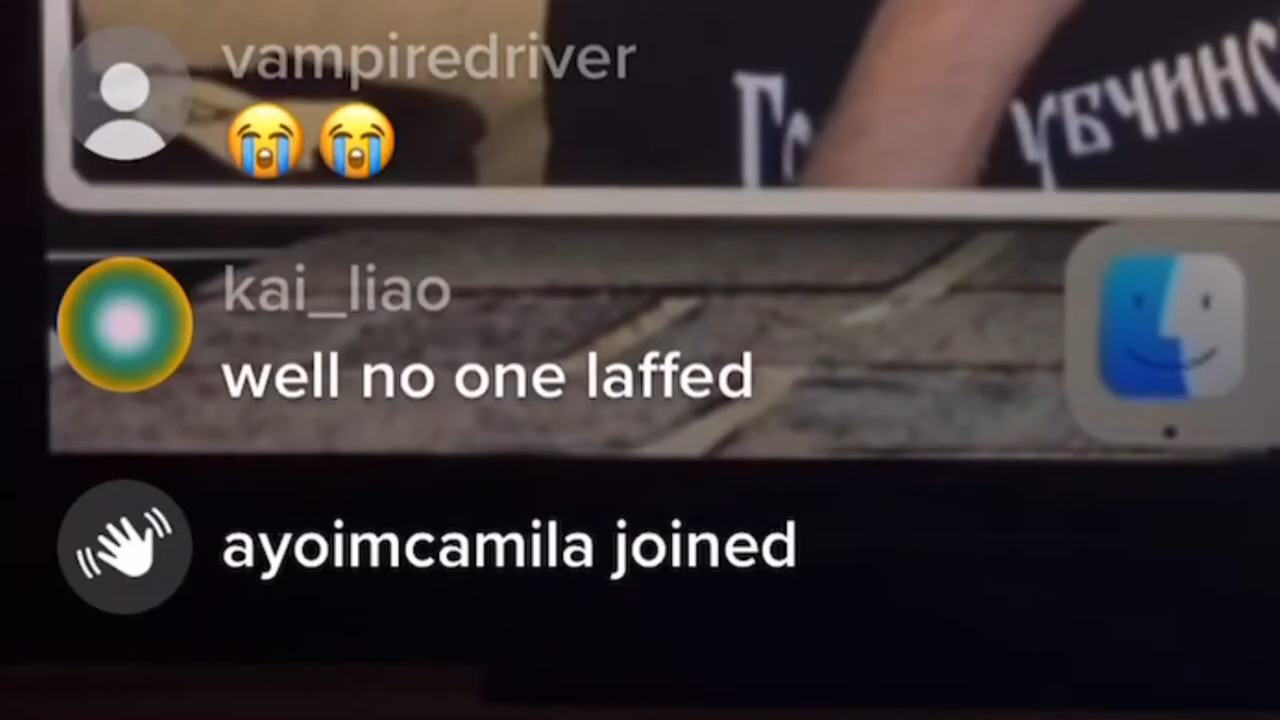 vampiredriver
😭 😭
kai_liao
well no one laffed
ayoimcamila joined